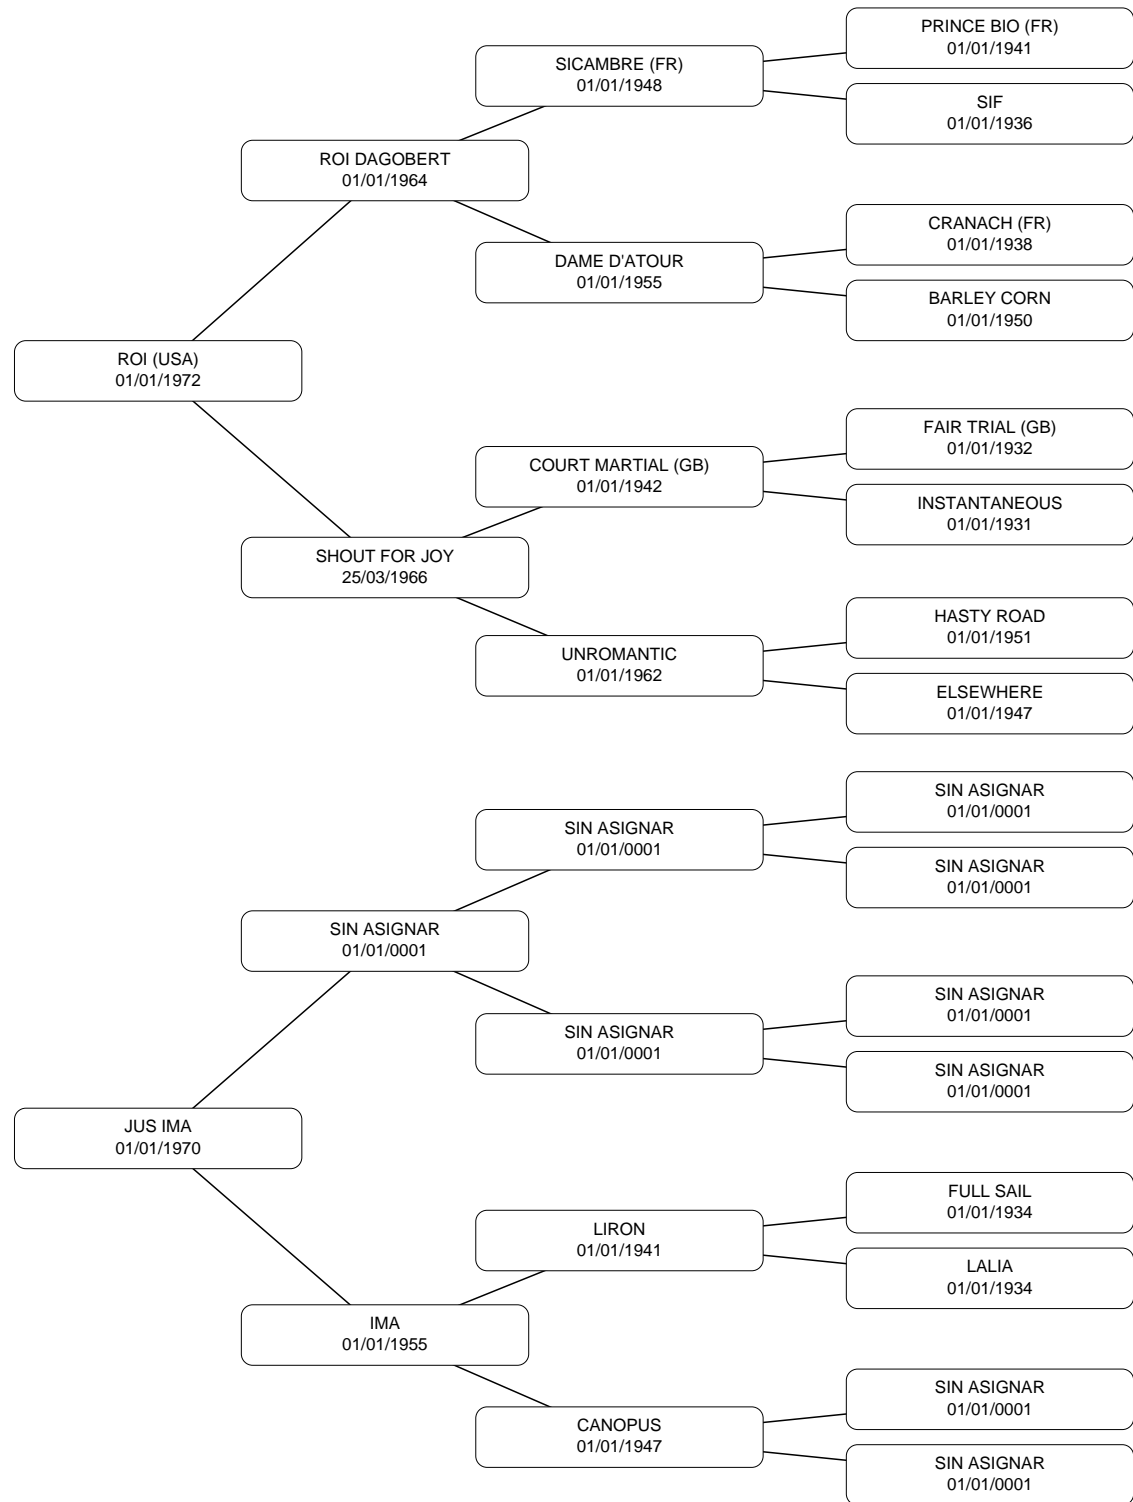 PRINCE BIO (FR)
01/01/1941
SICAMBRE (FR)
01/01/1948
SIF
01/01/1936
ROI DAGOBERT
01/01/1964
CRANACH (FR)
01/01/1938
DAME D'ATOUR
01/01/1955
BARLEY CORN
01/01/1950
ROI (USA)
01/01/1972
FAIR TRIAL (GB)
01/01/1932
COURT MARTIAL (GB)
01/01/1942
INSTANTANEOUS
01/01/1931
SHOUT FOR JOY
25/03/1966
HASTY ROAD
01/01/1951
UNROMANTIC
01/01/1962
ELSEWHERE
01/01/1947
SIN ASIGNAR
01/01/0001
SIN ASIGNAR
01/01/0001
SIN ASIGNAR
01/01/0001
SIN ASIGNAR
01/01/0001
SIN ASIGNAR
01/01/0001
SIN ASIGNAR
01/01/0001
SIN ASIGNAR
01/01/0001
JUS IMA
01/01/1970
FULL SAIL
01/01/1934
LIRON
01/01/1941
LALIA
01/01/1934
IMA
01/01/1955
SIN ASIGNAR
01/01/0001
CANOPUS
01/01/1947
SIN ASIGNAR
01/01/0001